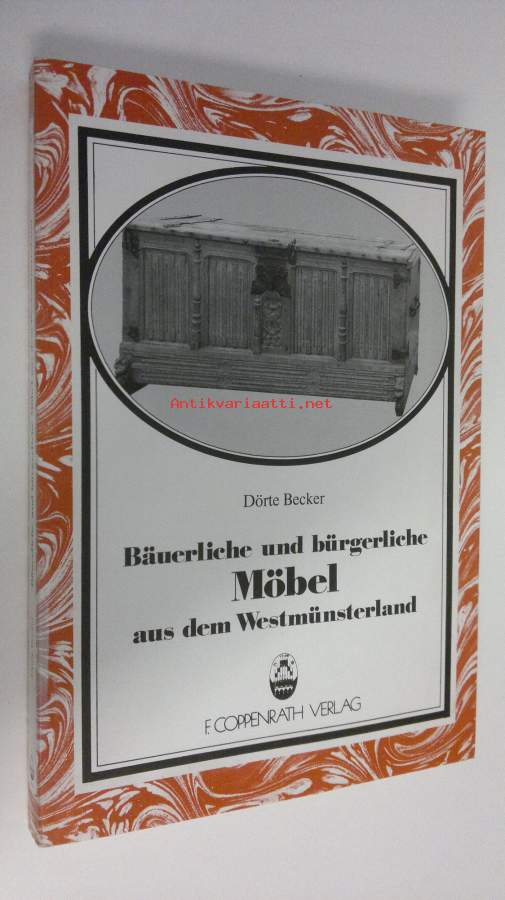 Antikvariaatti.net
Dörte Becker
Bäuerliche und bürgerliche
Möbel
aus dem Westmünsterland
F. COPPENRATH VERLAG